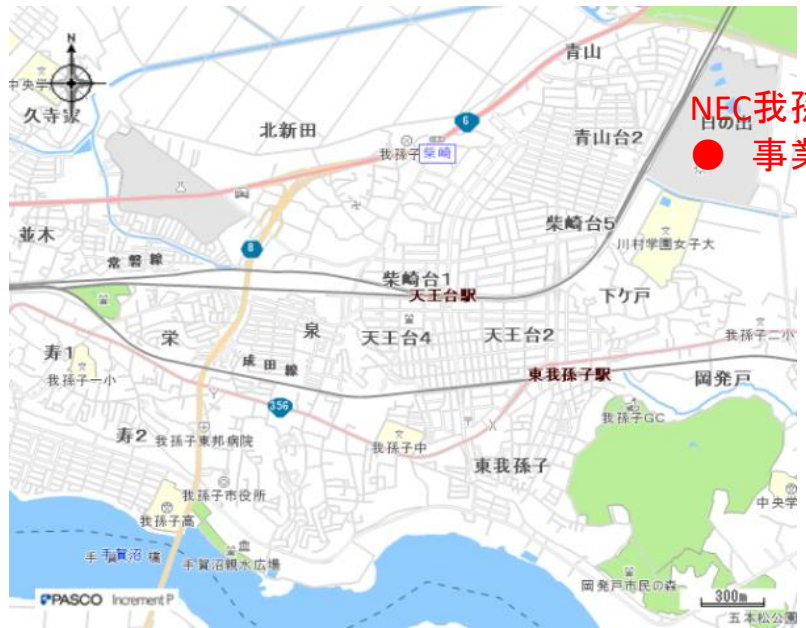 N
青山
中央学
久寺家
NEC我孫
日の出
北新田
6
青山台2
我孫子
柴崎
● 事業
並木
8
柴崎台5
川村学園女子大
常磐線
柴崎台1
天王台駅
下ケ戸
栄
泉
天王台4
天王台2
我孫子二小
寿1
成田線
東我孫子駅
岡発戸
我孫子一小
356
我孫子GC
寿2
我孫子東邦病院
我孫子中
東我孫子
我孫子市役所
中央学
我孫子高
手賀沼
手賀沼親水広場
岡発戸市民の森
PASCO Increment P
300m
五本松公園